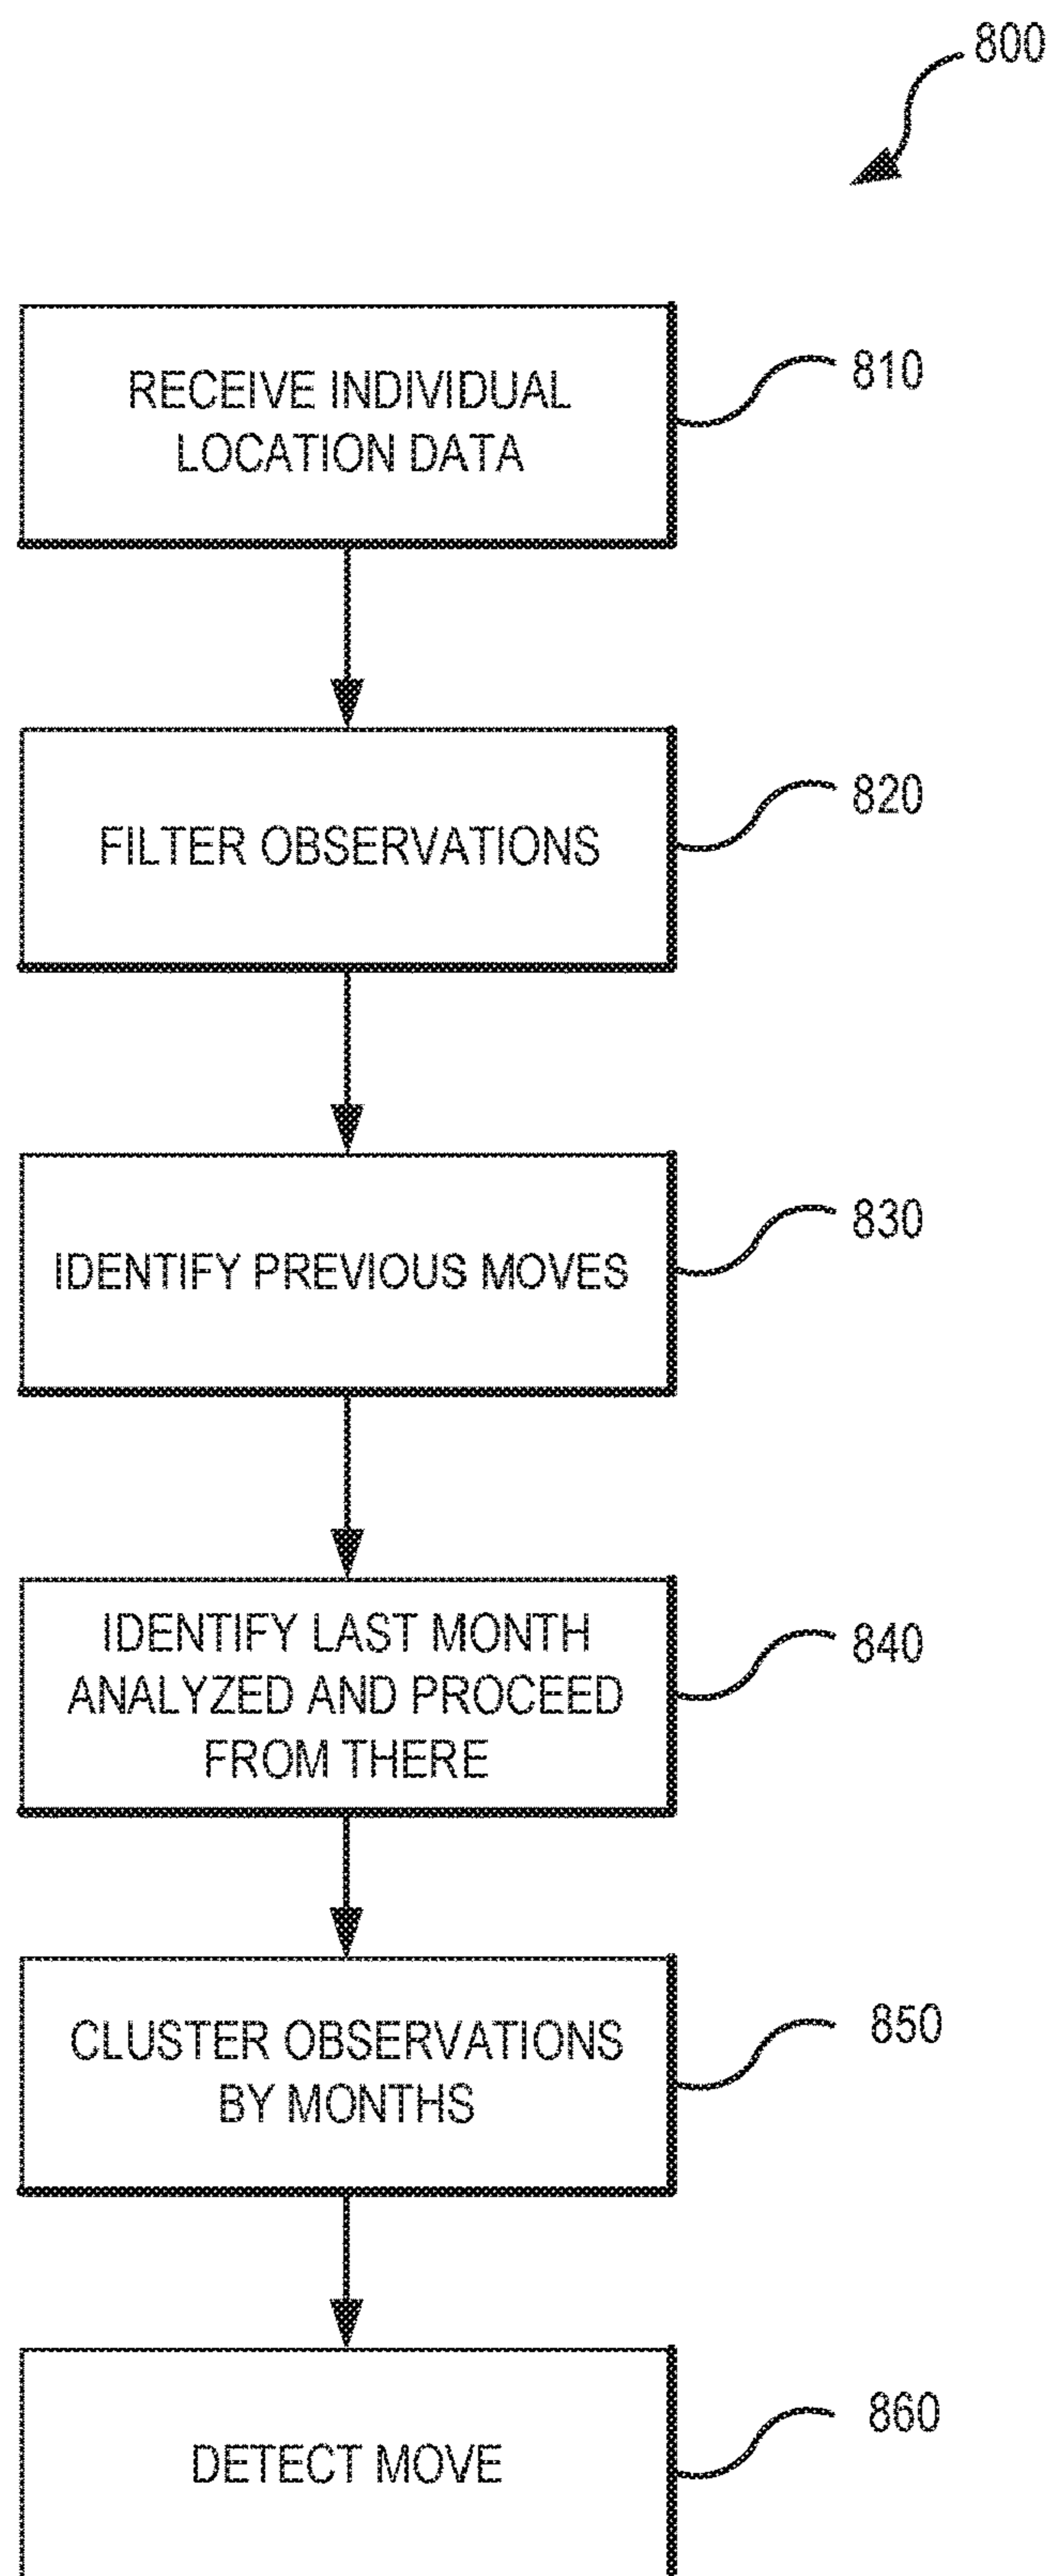 800
RECEIVE INDIVIDUAL
LOCATION DATA
810
FILTER OBSERVATIONS
820
IDENTIFY PREVIOUS MOVES
830
IDENTIFY LAST MONTH
ANALYZED AND PROCEED
FROM THERE
840
CLUSTER OBSERVATIONS
BY MONTHS
850
DETECT MOVE
860